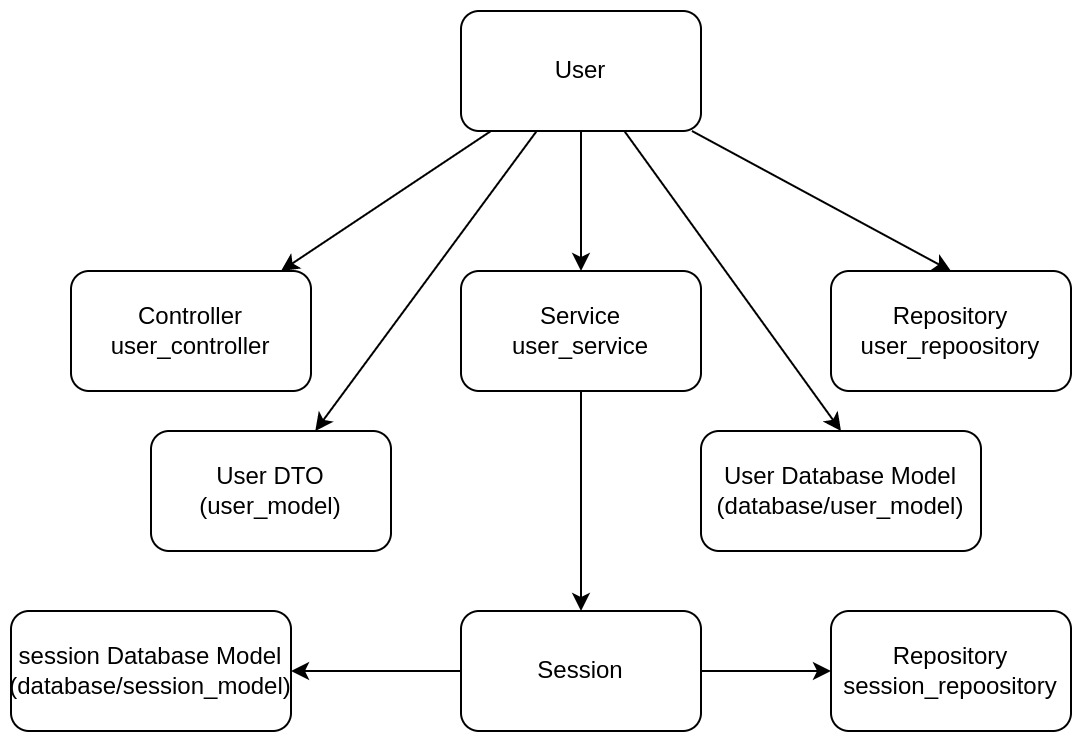 User
Controller
user_controller
Service
user_service
Repository
user_repoository
User DTO
(user_model)
User Database Model
(database/user_model)
session Database Model
(database/session_model)
Session
Repository
session_repoository